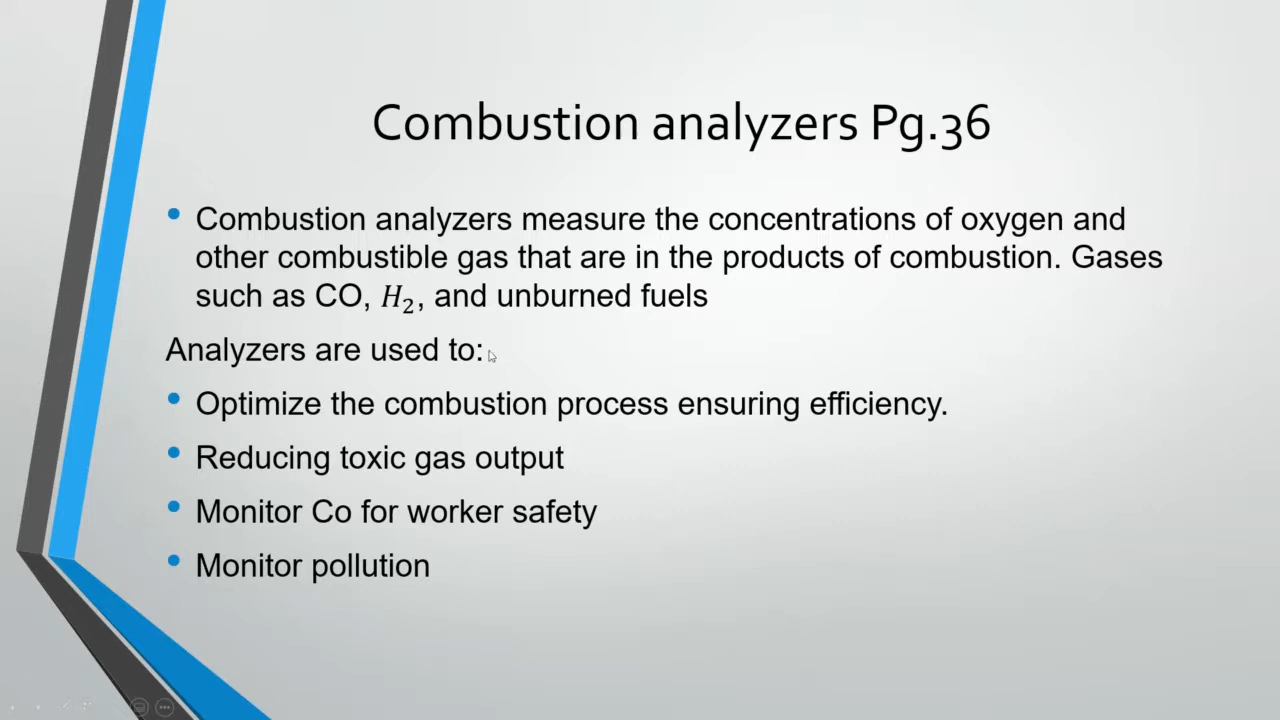 Combustion analyzers Pg.36
• Combustion analyzers measure the concentrations of oxygen and
other combustible gas that are in the products of combustion. Gases
such as CO, H₂, and unburned fuels
Analyzers are used to:
• Optimize the combustion process ensuring efficiency.
• Reducing toxic gas output
• Monitor Co for worker safety
• Monitor pollution